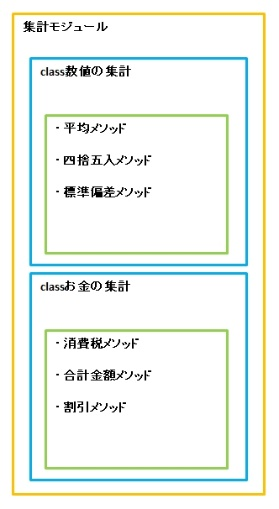 集計モジュール
class数値の集計
・平均メソッド
・四捨五入メソッド
・標準偏差メソッド
classお金の集計
・消費税メソッド
・合計金額メソッド
・割引メソッド